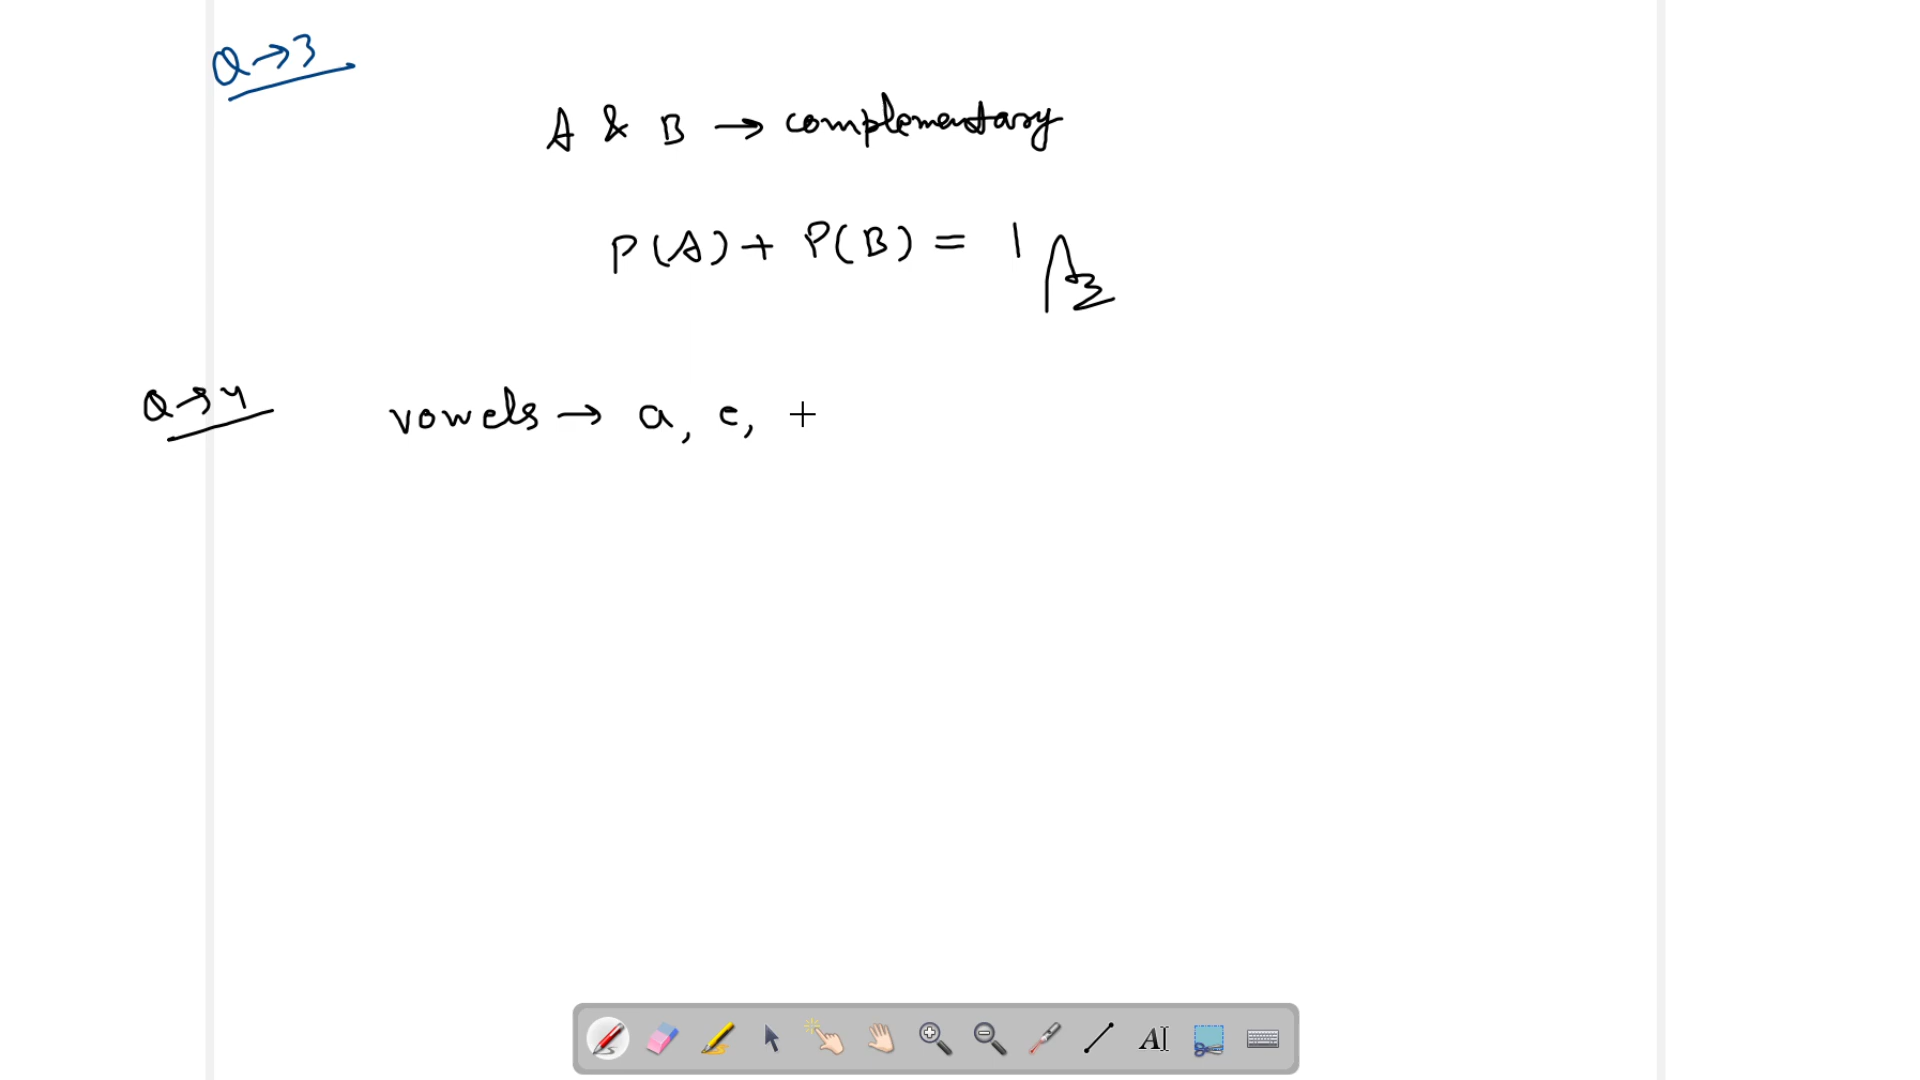 Q→3
A & B → complementary
P(A) + P(B) = 1
Q→4 vowels → a, e,